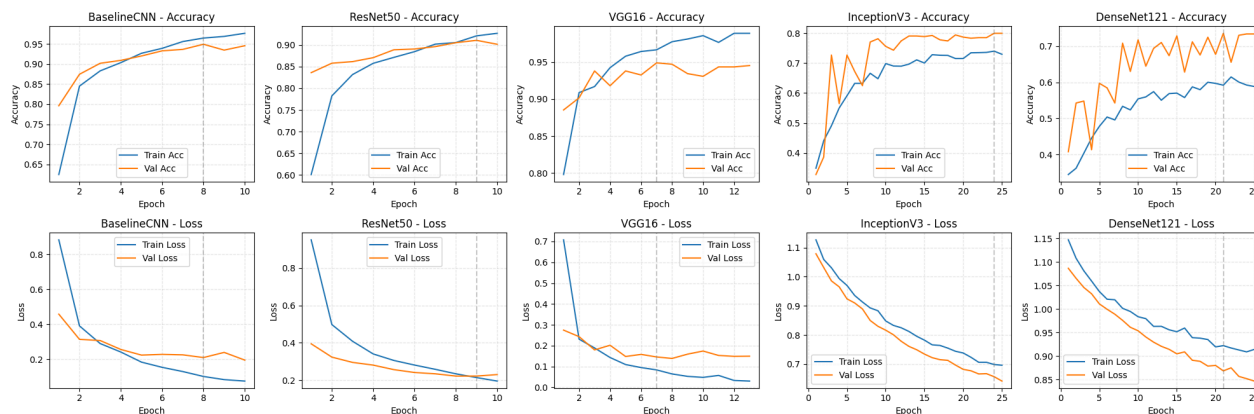 BaselineCNN - Accuracy
Accuracy
0.95
0.90
0.85
0.80
0.75
0.70
0.65
Train Acc
Val Acc
2 4 6 8 10
Epoch
ResNet50 - Accuracy
Accuracy
0.95
0.90
0.85
0.80
0.75
0.70
0.65
0.60
Train Acc
Val Acc
2 4 6 8 10
Epoch
VGG16 - Accuracy
Accuracy
0.95
0.90
0.85
0.80
Train Acc
Val Acc
2 4 6 8 10 12
Epoch
InceptionV3 - Accuracy
Accuracy
0.8
0.7
0.6
0.5
0.4
Train Acc
Val Acc
0 5 10 15 20 25
Epoch
DenseNet121 - Accuracy
Accuracy
0.7
0.6
0.5
0.4
Train Acc
Val Acc
0 5 10 15 20 25
Epoch
BaselineCNN - Loss
Loss
0.8
0.6
0.4
0.2
Train Loss
Val Loss
2 4 6 8 10
Epoch
ResNet50 - Loss
Loss
0.8
0.6
0.4
0.2
Train Loss
Val Loss
2 4 6 8 10
Epoch
VGG16 - Loss
Loss
0.7
0.6
0.5
0.4
0.3
0.2
0.1
0.0
Train Loss
Val Loss
2 4 6 8 10 12
Epoch
InceptionV3 - Loss
Loss
1.1
1.0
0.9
0.8
0.7
Train Loss
Val Loss
0 5 10 15 20 25
Epoch
DenseNet121 - Loss
Loss
1.15
1.10
1.05
1.00
0.95
0.90
0.85
Train Loss
Val Loss
0 5 10 15 20 25
Epoch